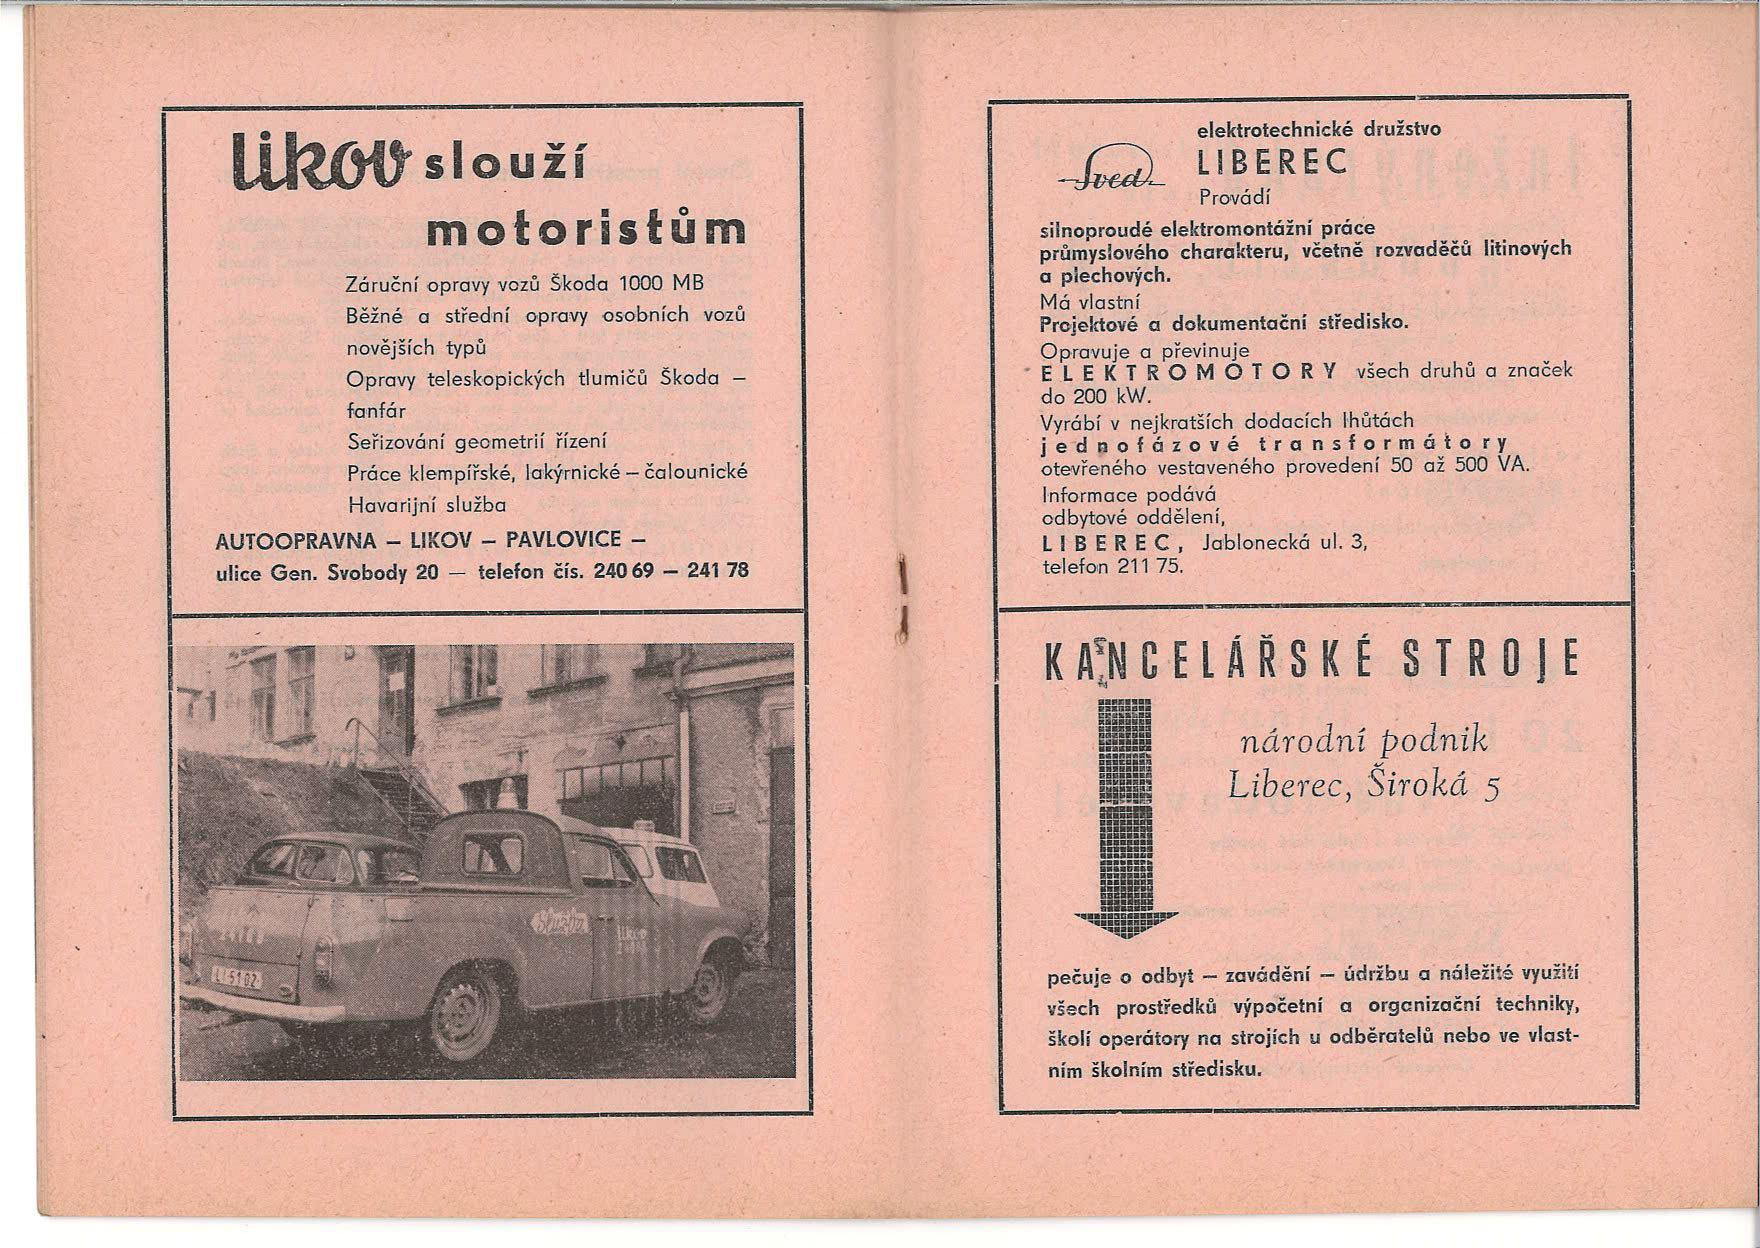 likov slouží
motoristům
Záruční opravy vozů Škoda 1000 MB
Běžné a střední opravy osobních vozů
novějších typů
Opravy teleskopických tlumičů Škoda –
fanfár
Seřizování geometrií řízení
Práce klempířské, lakýrnické – čalounické
Havarijní služba
AUTOOPRAVNA – LIKOV – PAVLOVICE –
ulice Gen. Svobody 20 — telefon čís. 240 69 – 241 78
Služba
likov
LI-51 02
Sved
elektrotechnické družstvo
LIBEREC
Provádí
silnoproudé elektromontážní práce
průmyslového charakteru, včetně rozvaděčů litinových
a plechových.
Má vlastní
Projektové a dokumentační středisko.
Opravuje a převinuje
ELEKTROMOTORY všech druhů a značek
do 200 kW.
Vyrábí v nejkratších dodacích lhůtách
jednofázové transformátory
otevřeného vestaveného provedení 50 až 500 VA.
Informace podává
odbytové oddělení,
LIBEREC, Jablonecká ul. 3,
telefon 211 75.
KANCELÁŘSKÉ STROJE
národní podnik
Liberec, Široká 5
pečuje o odbyt – zavádění – údržbu a náležité využití
všech prostředků výpočetní a organizační techniky,
školí operátory na strojích u odběratelů nebo ve vlast-
ním školním středisku.